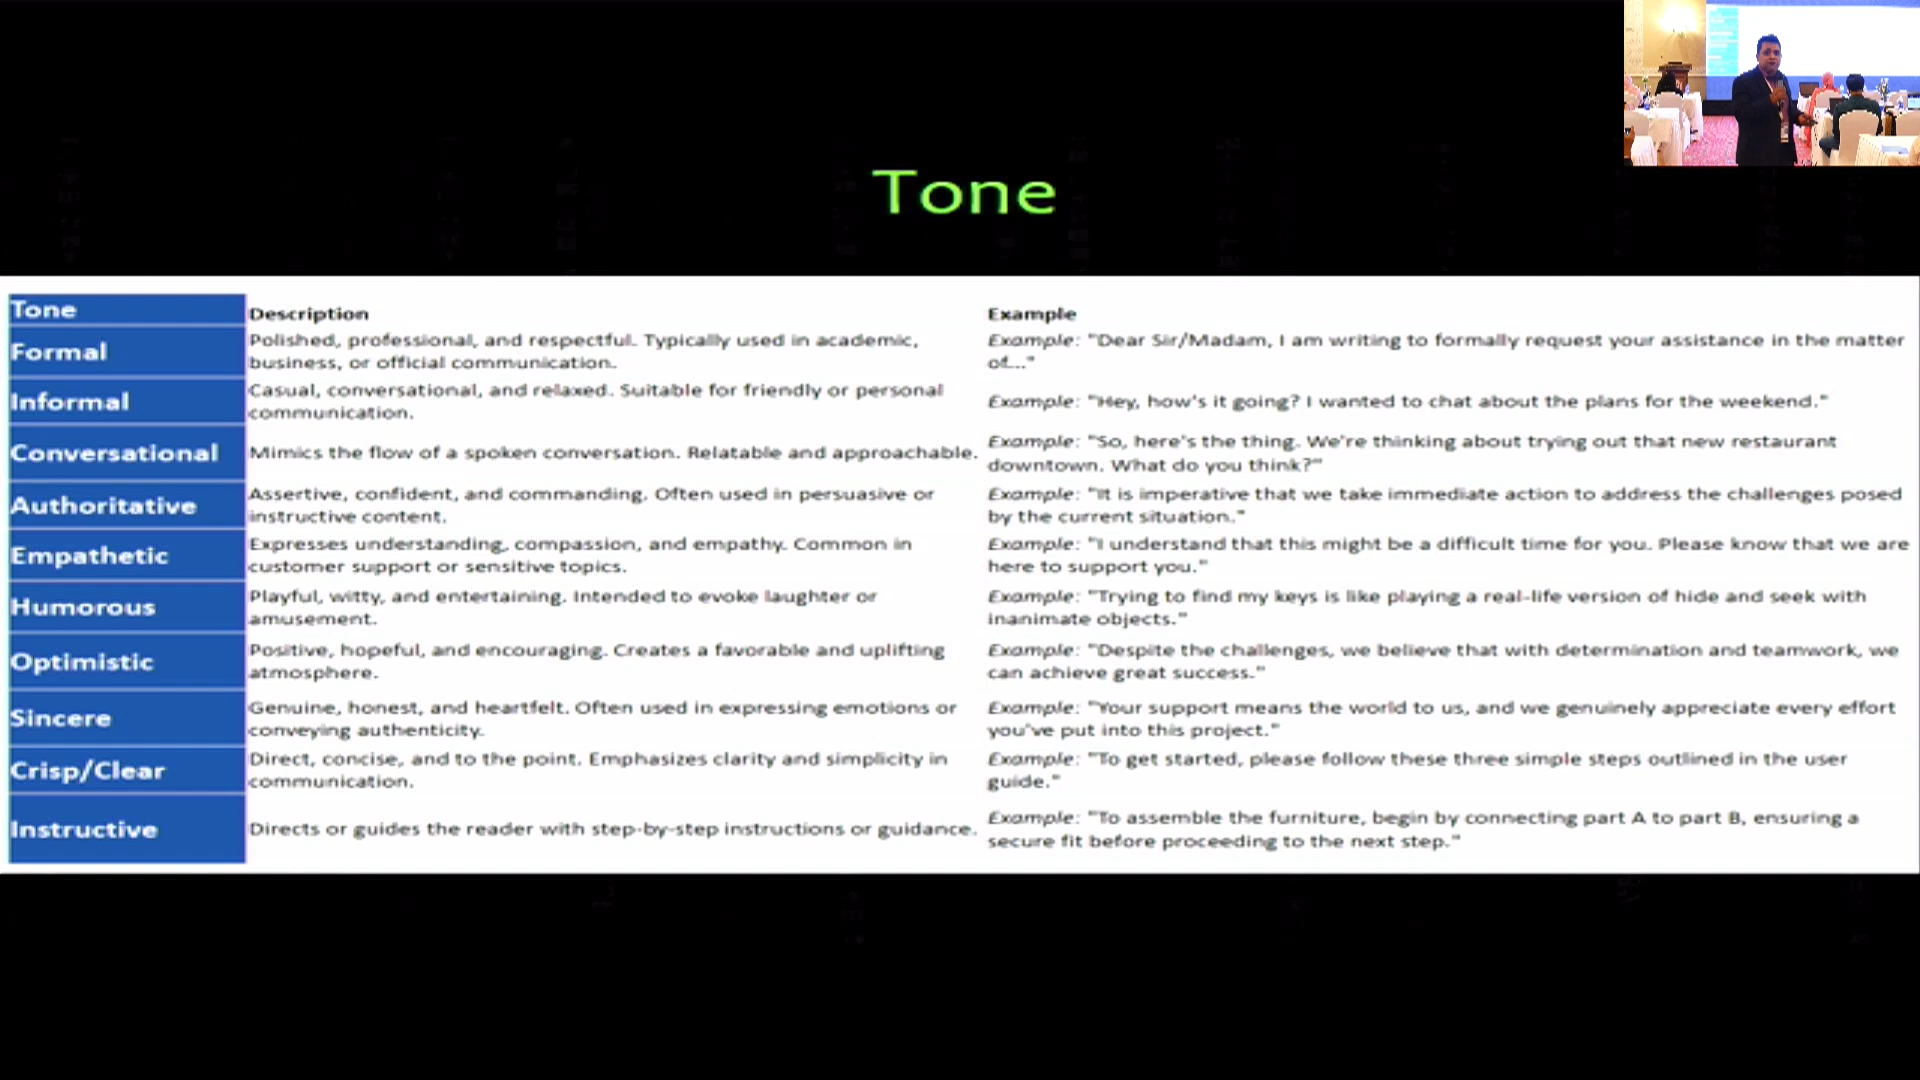 Tone
Tone
Description
Example
Formal
Polished, professional, and respectful. Typically used in academic,
business, or official communication.
Example: "Dear Sir/Madam, I am writing to formally request your assistance in the matter
of..."
Informal
Casual, conversational, and relaxed. Suitable for friendly or personal
communication.
Example: "Hey, how's it going? I wanted to chat about the plans for the weekend."
Conversational
Mimics the flow of a spoken conversation. Relatable and approachable.
Example: "So, here's the thing. We're thinking about trying out that new restaurant
downtown. What do you think?"
Authoritative
Assertive, confident, and commanding. Often used in persuasive or
instructive content.
Example: "It is imperative that we take immediate action to address the challenges posed
by the current situation."
Empathetic
Expresses understanding, compassion, and empathy. Common in
customer support or sensitive topics.
Example: "I understand that this might be a difficult time for you. Please know that we are
here to support you."
Humorous
Playful, witty, and entertaining. Intended to evoke laughter or
amusement.
Example: "Trying to find my keys is like playing a real-life version of hide and seek with
inanimate objects."
Optimistic
Positive, hopeful, and encouraging. Creates a favorable and uplifting
atmosphere.
Example: "Despite the challenges, we believe that with determination and teamwork, we
can achieve great success."
Sincere
Genuine, honest, and heartfelt. Often used in expressing emotions or
conveying authenticity.
Example: "Your support means the world to us, and we genuinely appreciate every effort
you've put into this project."
Crisp/Clear
Direct, concise, and to the point. Emphasizes clarity and simplicity in
communication.
Example: "To get started, please follow these three simple steps outlined in the user
guide."
Instructive
Directs or guides the reader with step-by-step instructions or guidance.
Example: "To assemble the furniture, begin by connecting part A to part B, ensuring a
secure fit before proceeding to the next step."